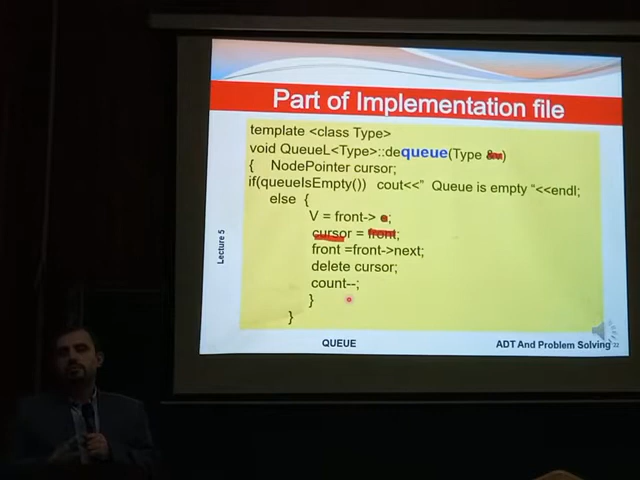 Part of Implementation file
template <class Type>
void QueueL<Type>::dequeue(Type &v)
{ NodePointer cursor;
if(queueIsEmpty()) cout<<” Queue is empty “<<endl;
else {
V = front-> e;
cursor = front;
front =front->next;
delete cursor;
count--;
}
}
Lecture 5
QUEUE
ADT And Problem Solving
22